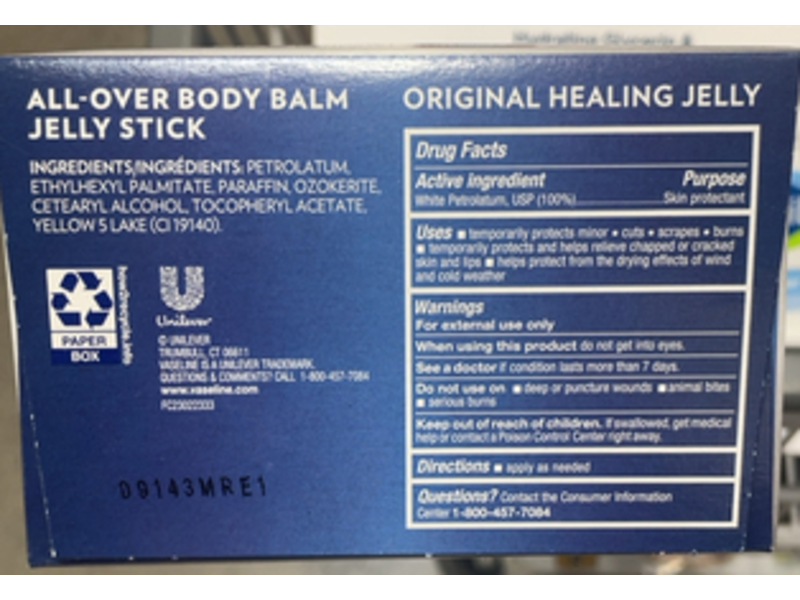 Hydrating Glycerin &
ALL-OVER BODY BALM
JELLY STICK
INGREDIENTS/INGRÉDIENTS: PETROLATUM,
ETHYLHEXYL PALMITATE, PARAFFIN, OZOKERITE,
CETEARYL ALCOHOL, TOCOPHERYL ACETATE,
YELLOW 5 LAKE (CI 19140).
how2recycle.info
PAPER
BOX
Unilever
© UNILEVER
TRUMBULL, CT 06611
VASELINE IS A UNILEVER TRADEMARK.
QUESTIONS & COMMENTS? CALL 1-800-457-7084
www.vaseline.com
D9143MRE1
ORIGINAL HEALING JELLY
Drug Facts
Active ingredient Purpose
White Petrolatum, USP (100%) Skin protectant
Uses ■ temporarily protects minor • cuts • scrapes • burns
■ temporarily protects and helps relieve chapped or cracked
skin and lips ■ helps protect from the drying effects of wind
and cold weather
Warnings
For external use only
When using this product do not get into eyes.
See a doctor if condition lasts more than 7 days.
Do not use on ■ deep or puncture wounds ■ animal bites
■ serious burns
Keep out of reach of children. If swallowed, get medical
help or contact a Poison Control Center right away.
Directions ■ apply as needed
Questions? Contact the Consumer Information
Center 1-800-457-7084